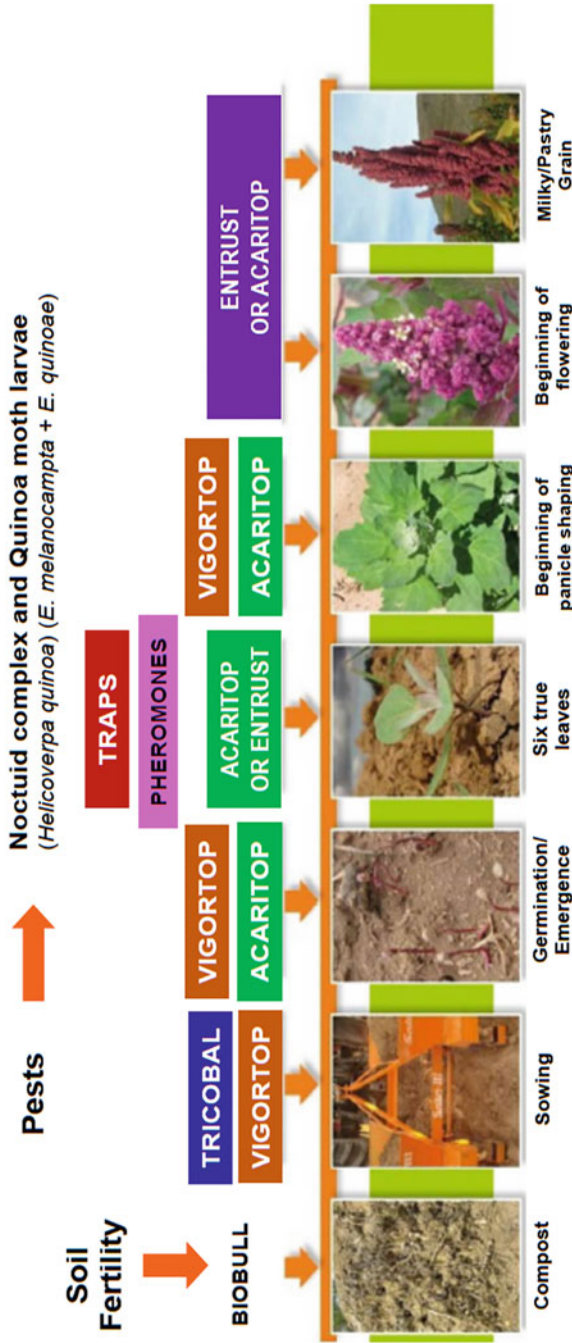 Pests
Noctuid complex and Quinoa moth larvae
(Helicoverpa quinoa) (E. melanocampta + E. quinoae)
Soil
Fertility
BIOBULL
TRICOBAL
VIGORTOP
VIGORTOP
ACARITOP
TRAPS
PHEROMONES
ACARITOP
OR ENTRUST
VIGORTOP
ACARITOP
ENTRUST
OR ACARITOP
Compost
Sowing
Germination/
Emergence
Six true
leaves
Beginning of
panicle shaping
Beginning of
flowering
Milky/Pastry
Grain